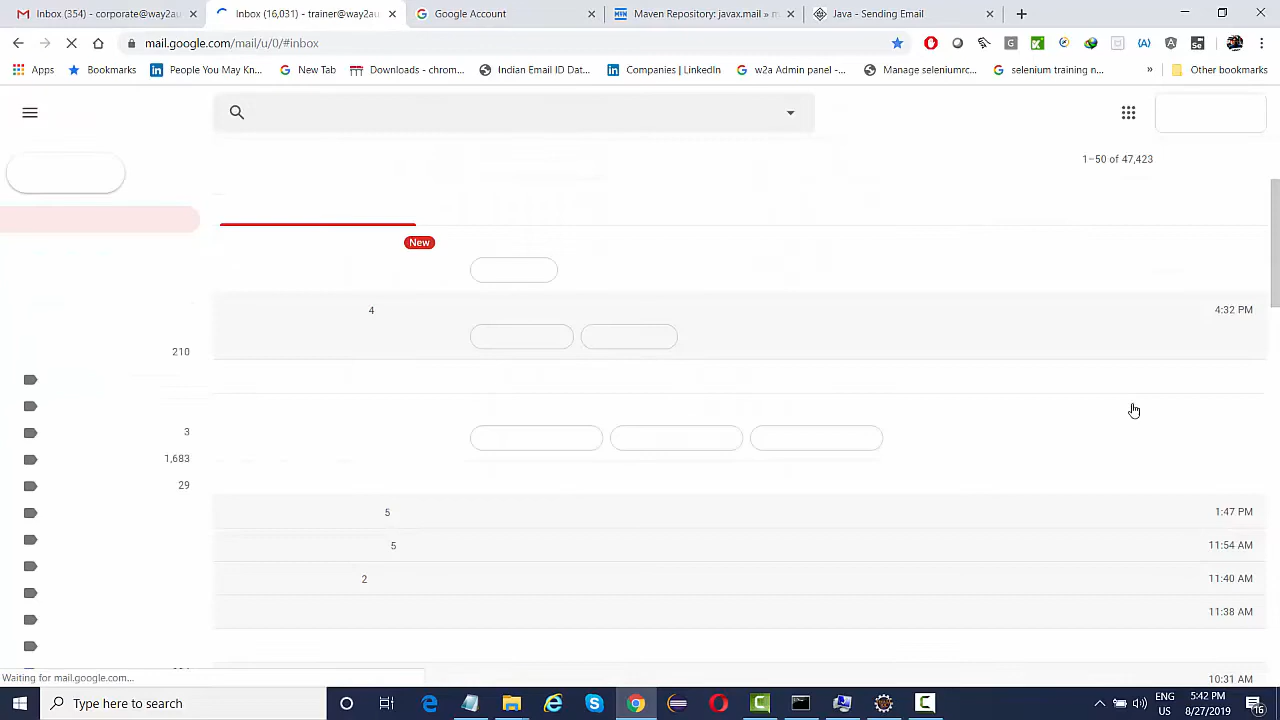 Inbox (354) - corporate@way2au
Inbox (16,031) - trainer@way2au
Google Account
Maven Repository: javax.mail » m
Java - Sending Email
mail.google.com/mail/u/0/#inbox
Apps
Bookmarks
People You May Kn...
New Tab
Downloads - chrom...
Indian Email ID Dat...
Companies | LinkedIn
w2a Admin panel -...
Manage seleniumrc...
selenium training n...
»
Other bookmarks
1–50 of 47,423
New
4
4:32 PM
210
3
1,683
29
5
1:47 PM
5
11:54 AM
2
11:40 AM
11:38 AM
10:31 AM
Waiting for mail.google.com...
Type here to search
ENG
US
5:42 PM
8/27/2019
16